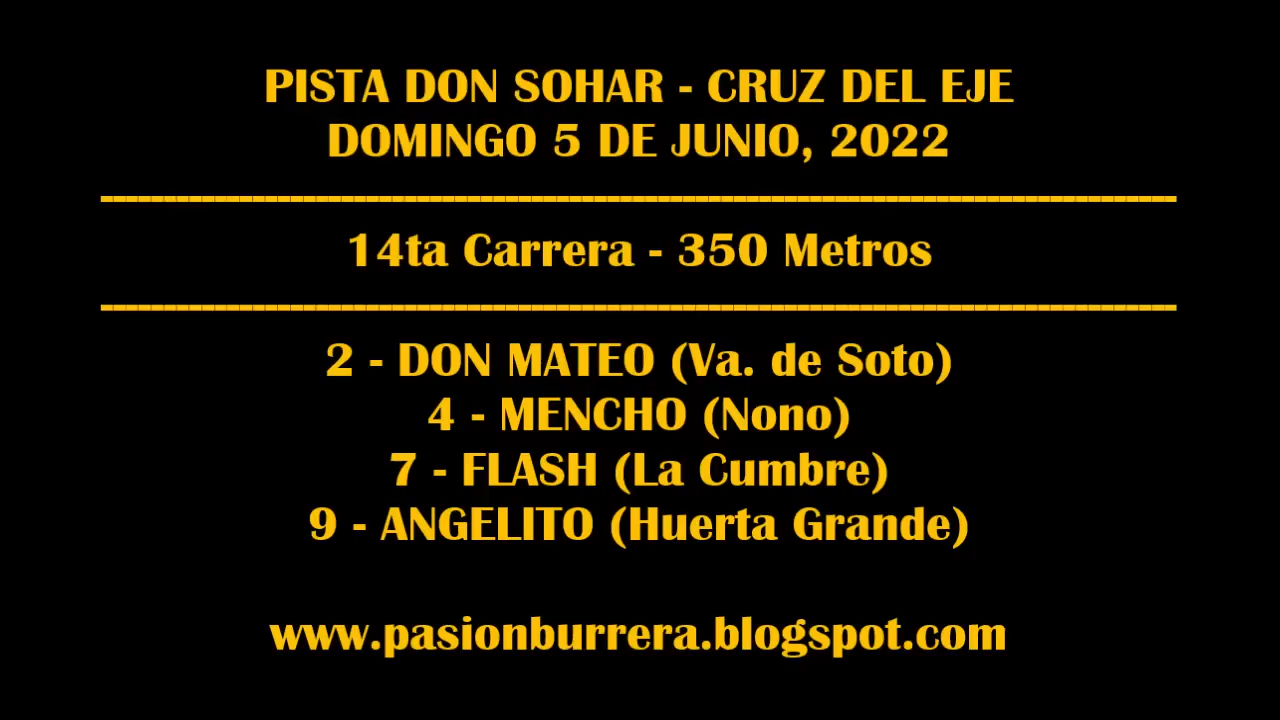 PISTA DON SOHAR - CRUZ DEL EJE
DOMINGO 5 DE JUNIO, 2022
14ta Carrera - 350 Metros
2 - DON MATEO (Va. de Soto)
4 - MENCHO (Nono)
7 - FLASH (La Cumbre)
9 - ANGELITO (Huerta Grande)
www.pasionburrera.blogspot.com